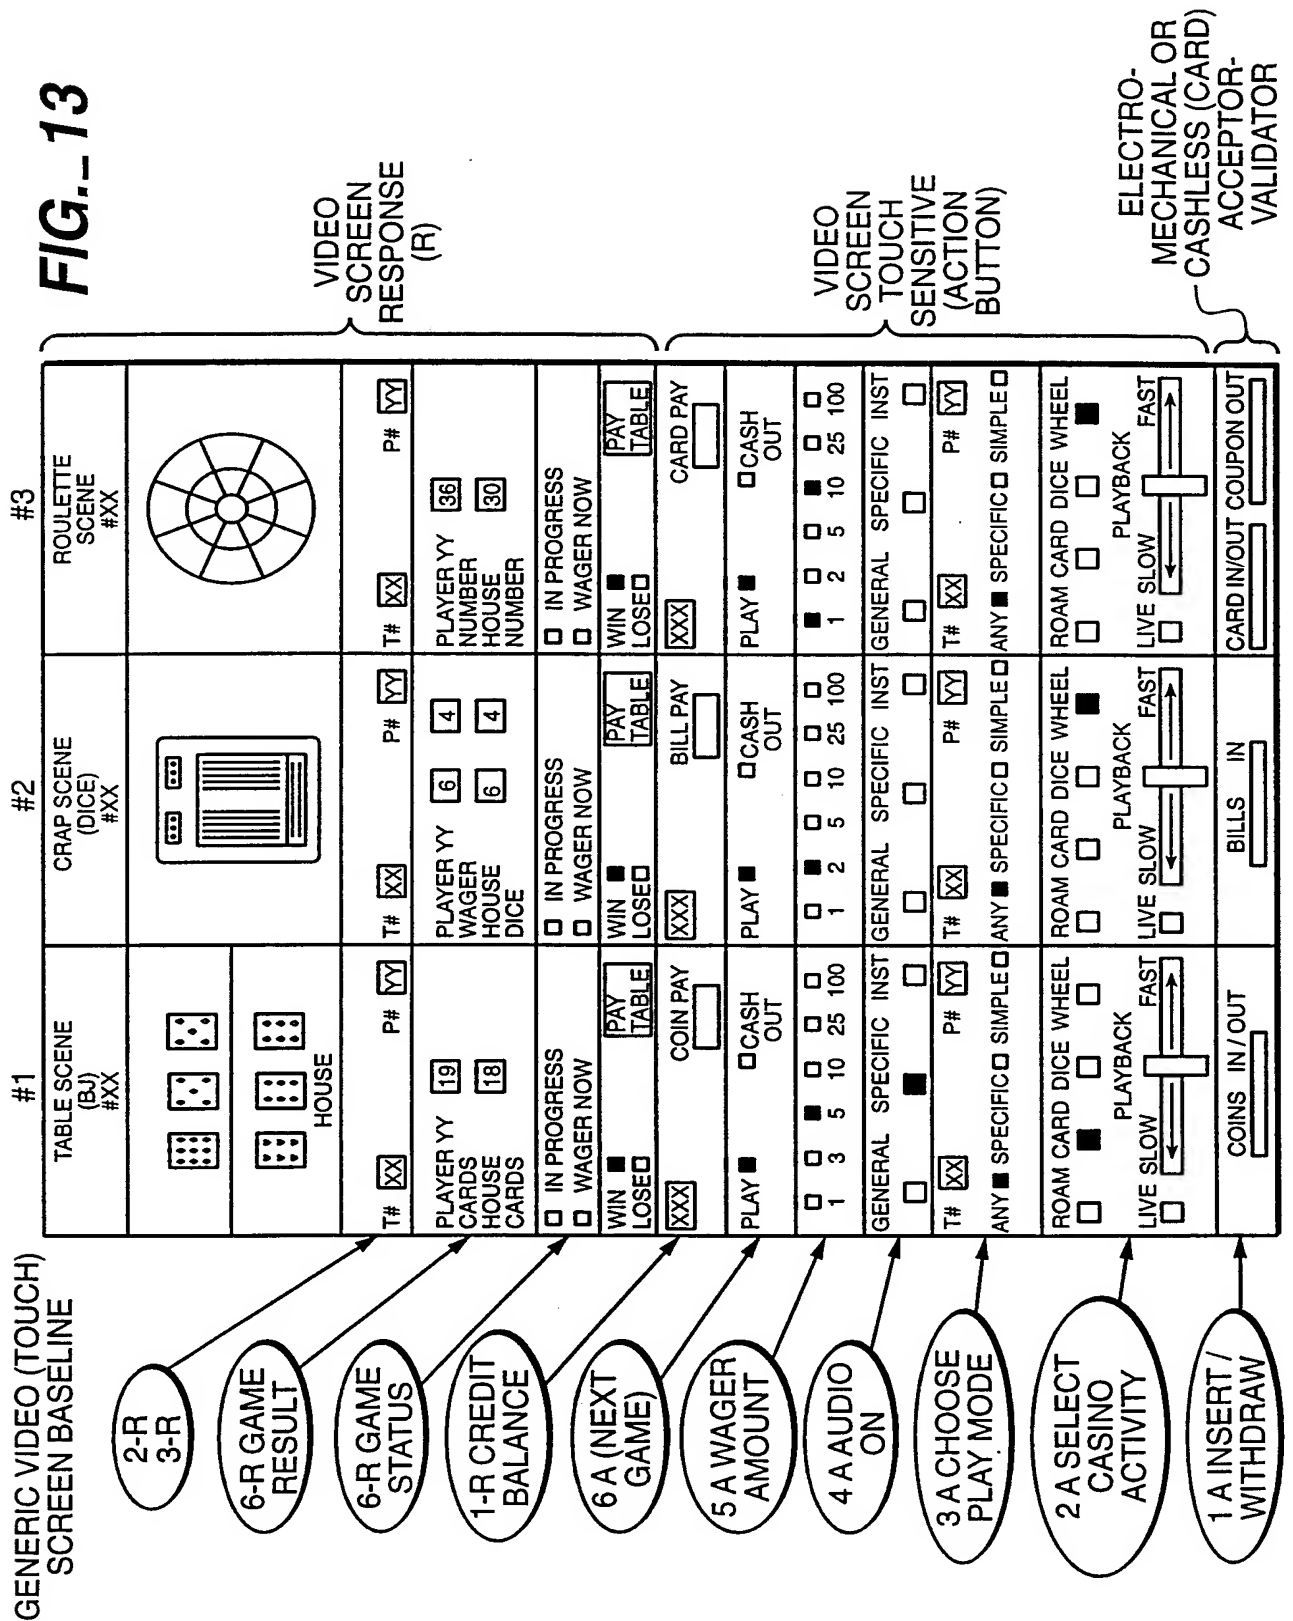 GENERIC VIDEO (TOUCH)
SCREEN BASELINE
FIG._13
#1
TABLE SCENE
(BJ)
#XX
HOUSE
T# XX P# YY
PLAYER YY
CARDS 19
HOUSE
CARDS 18
IN PROGRESS
WAGER NOW
WIN
LOSE
PAY
TABLE
XXX
COIN PAY
PLAY
CASH
OUT
1 3 5 10 25 100
GENERAL SPECIFIC INST
T# XX P# YY
ANY SPECIFIC SIMPLE
ROAM CARD DICE WHEEL
PLAYBACK
LIVE SLOW FAST
COINS IN / OUT
#2
CRAP SCENE
(DICE)
#XX
T# XX P# YY
PLAYER YY
WAGER 6 4
HOUSE
DICE 6 4
IN PROGRESS
WAGER NOW
WIN
LOSE
PAY
TABLE
XXX
BILL PAY
PLAY
CASH
OUT
1 2 5 10 25 100
GENERAL SPECIFIC INST
T# XX P# YY
ANY SPECIFIC SIMPLE
ROAM CARD DICE WHEEL
PLAYBACK
LIVE SLOW FAST
BILLS IN
#3
ROULETTE
SCENE
#XX
T# XX P# YY
PLAYER YY
NUMBER 36
HOUSE
NUMBER 30
IN PROGRESS
WAGER NOW
WIN
LOSE
PAY
TABLE
XXX
CARD PAY
PLAY
CASH
OUT
1 2 5 10 25 100
GENERAL SPECIFIC INST
T# XX P# YY
ANY SPECIFIC SIMPLE
ROAM CARD DICE WHEEL
PLAYBACK
LIVE SLOW FAST
CARD IN/OUT COUPON OUT
2-R
3-R
6-R GAME
RESULT
6-R GAME
STATUS
1-R CREDIT
BALANCE
6 A (NEXT
GAME)
5 A WAGER
AMOUNT
4 A AUDIO
ON
3 A CHOOSE
PLAY MODE
2 A SELECT
CASINO
ACTIVITY
1 A INSERT /
WITHDRAW
VIDEO
SCREEN
RESPONSE
(R)
VIDEO
SCREEN
TOUCH
SENSITIVE
(ACTION
BUTTON)
ELECTRO-
MECHANICAL OR
CASHLESS (CARD)
ACCEPTOR-
VALIDATOR